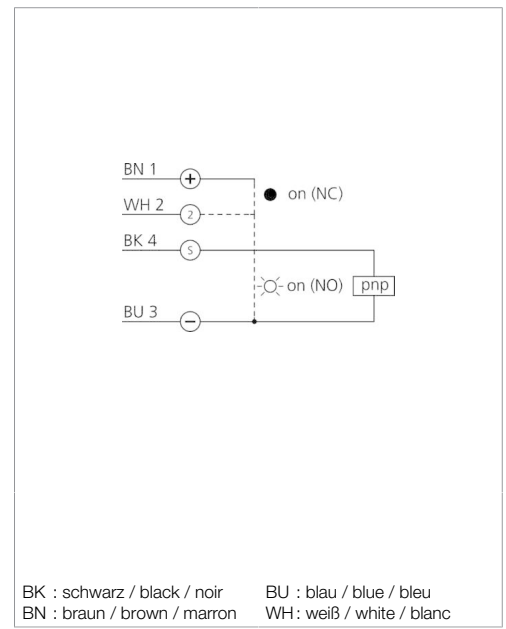 BN 1
+
on (NC)
WH 2
2
BK 4
S
on (NO)
pnp
BU 3
−
BK : schwarz / black / noir
BU : blau / blue / bleu
BN : braun / brown / marron
WH : weiß / white / blanc